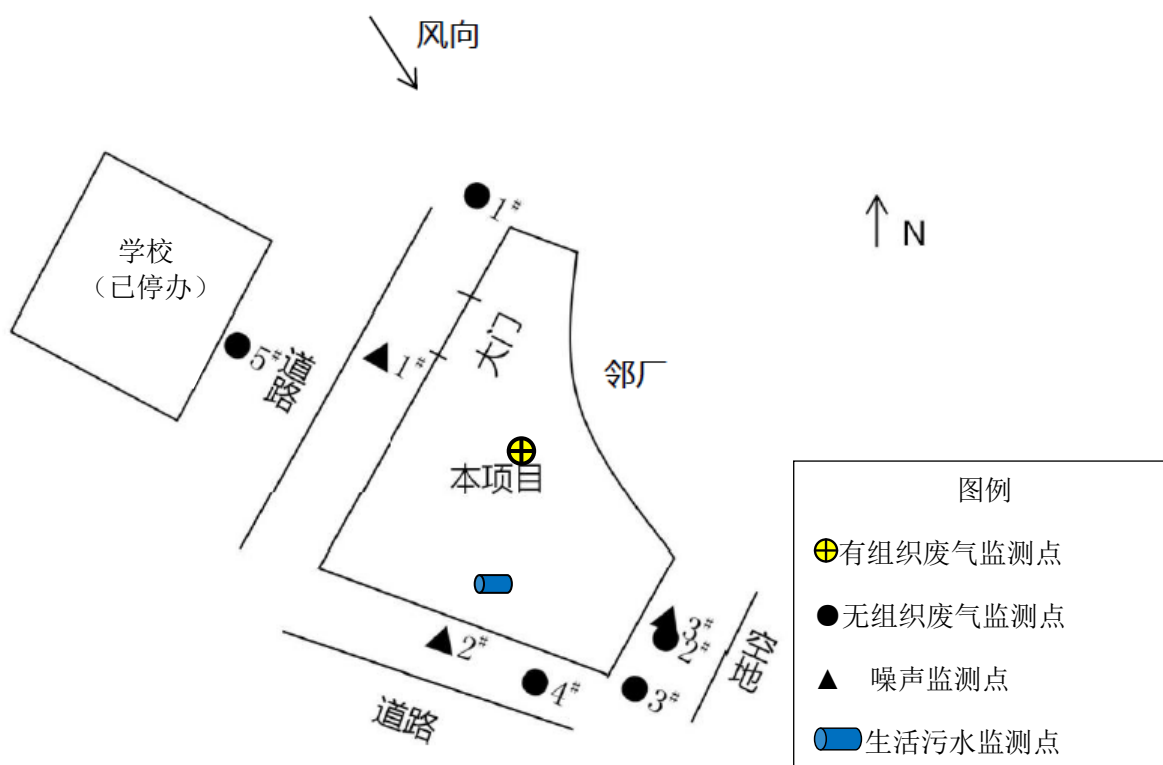 风向
1#
N
学校
（已停办）
5#
道路
1#
大门
邻厂
本项目
2#
3#
2#
4#
3#
空地
道路
图例
有组织废气监测点
无组织废气监测点
噪声监测点
生活污水监测点